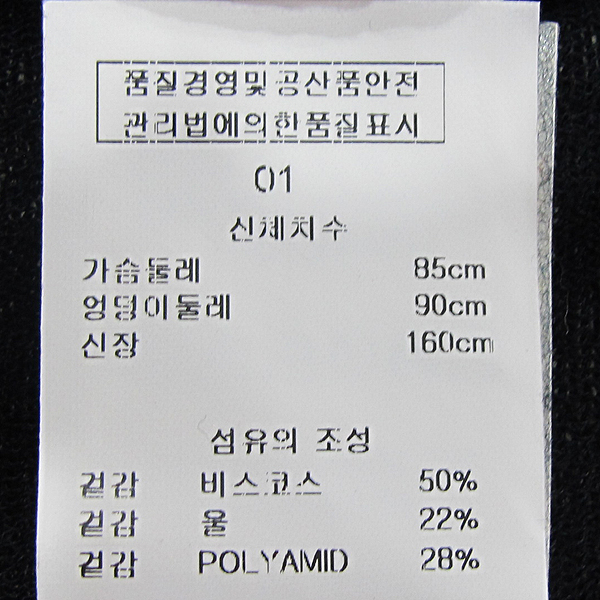 품질경영및 공산품안전
관리법에의한품질표시
01
신체치수
가슴둘레 85cm
엉덩이둘레 90cm
신장 160cm
섬유의 조성
겉감 비스코스 50%
겉감 울 22%
겉감 POLYAMID 28%